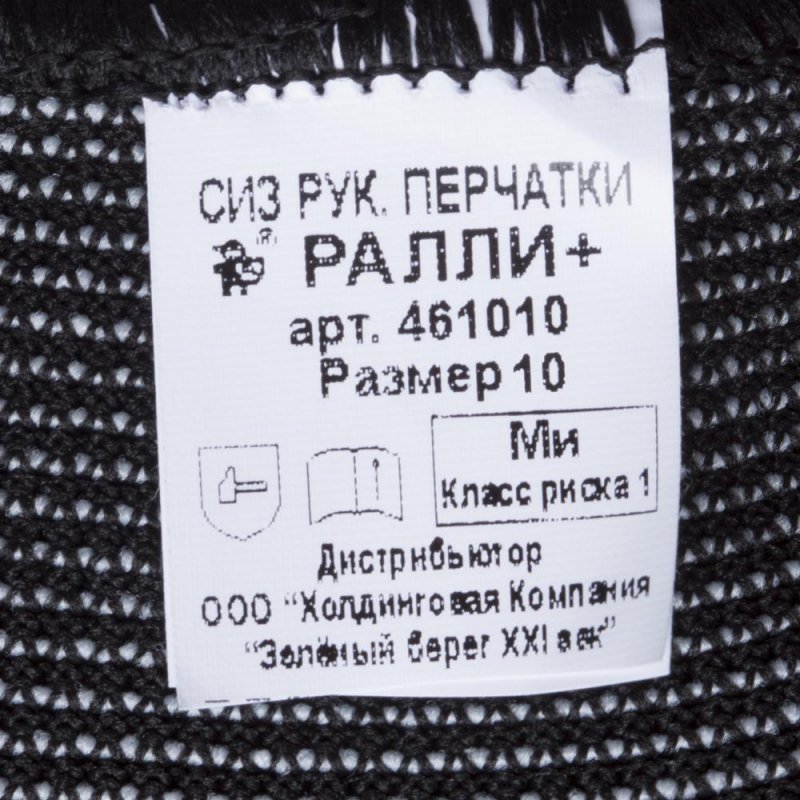 СИЗ РУК. ПЕРЧАТКИ
® РАЛЛИ+
арт. 461010
Размер 10
Ми
Класс риска 1
Дистрибьютор
ООО "Холдинговая Компания
"Зелёный берег XXI век"